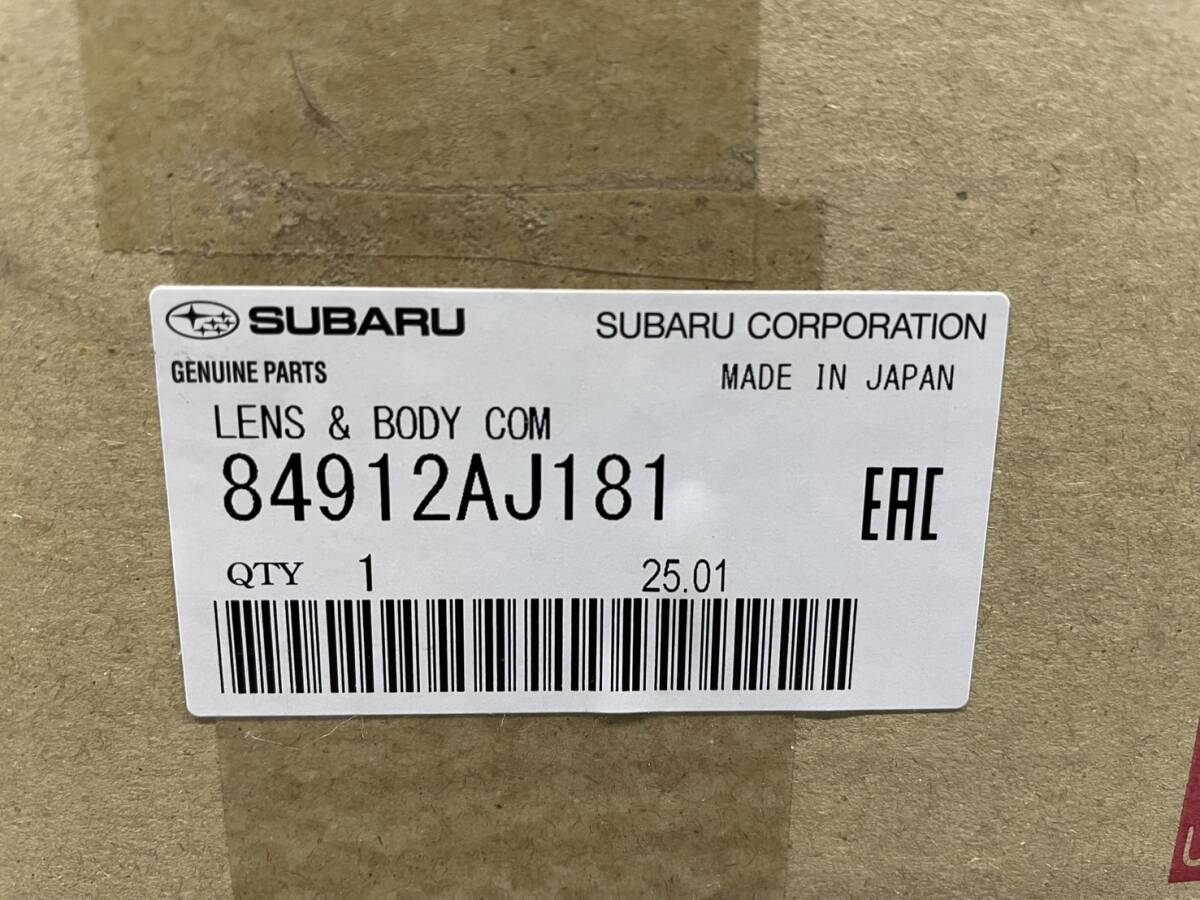 SUBARU SUBARU CORPORATION
GENUINE PARTS MADE IN JAPAN
LENS & BODY COM
84912AJ181
EAC
QTY 1 25.01